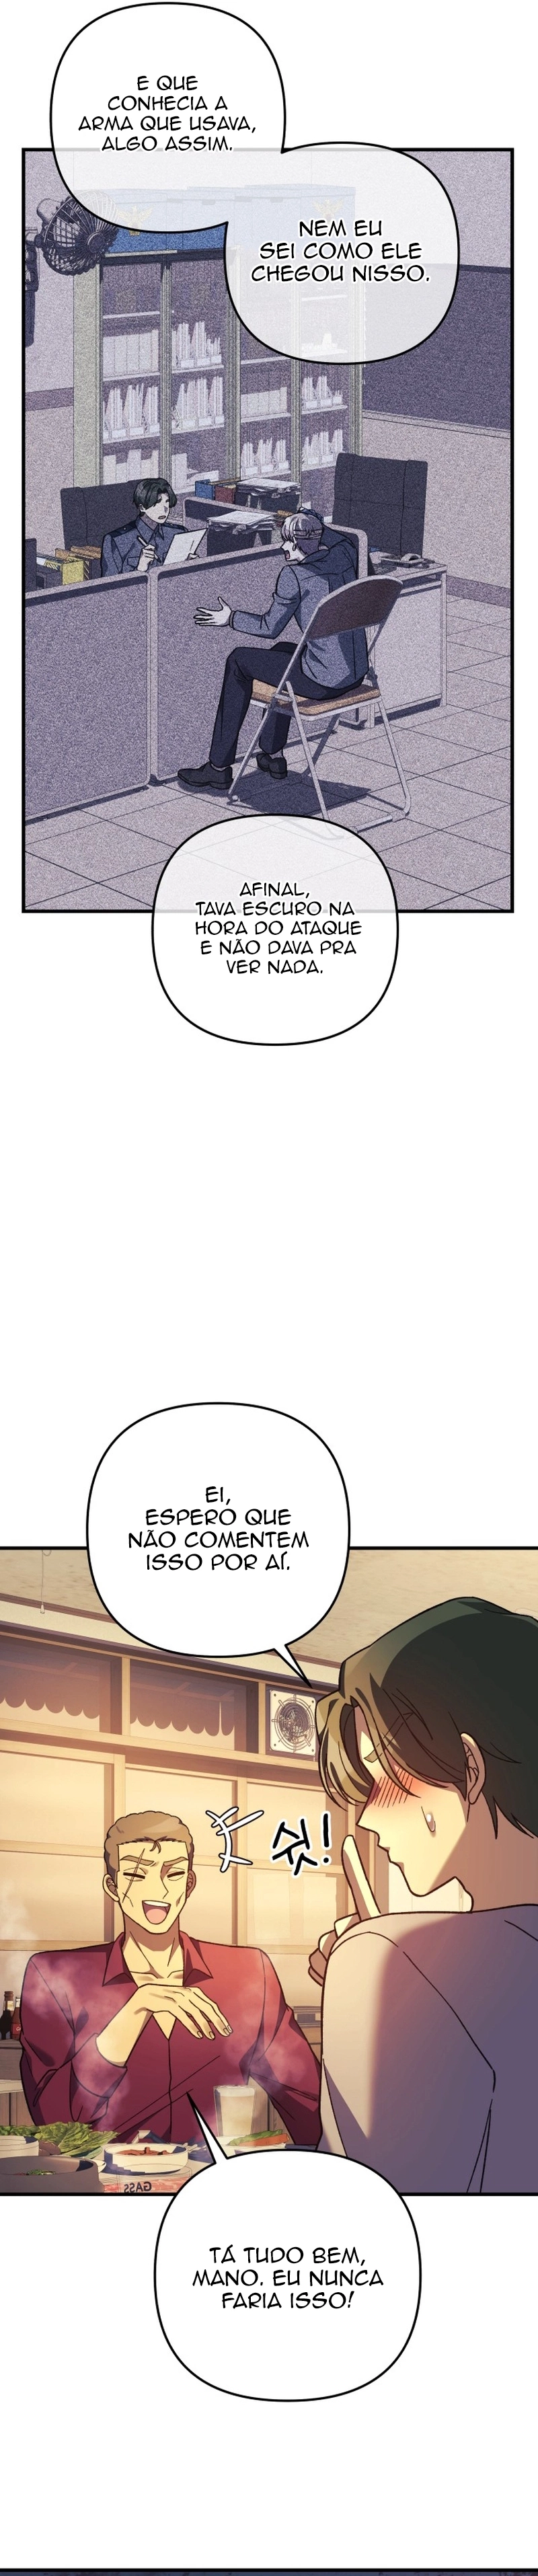 E QUE
CONHECIA A
ARMA QUE USAVA,
ALGO ASSIM.
NEM EU
SEI COMO ELE
CHEGOU NISSO.
AFINAL,
TAVA ESCURO NA
HORA DO ATAQUE
E NÃO DAVA PRA
VER NADA.
EI,
ESPERO QUE
NÃO COMENTEM
ISSO POR AÍ.
쉿!
GASS
TÁ TUDO BEM,
MANO. EU NUNCA
FARIA ISSO!